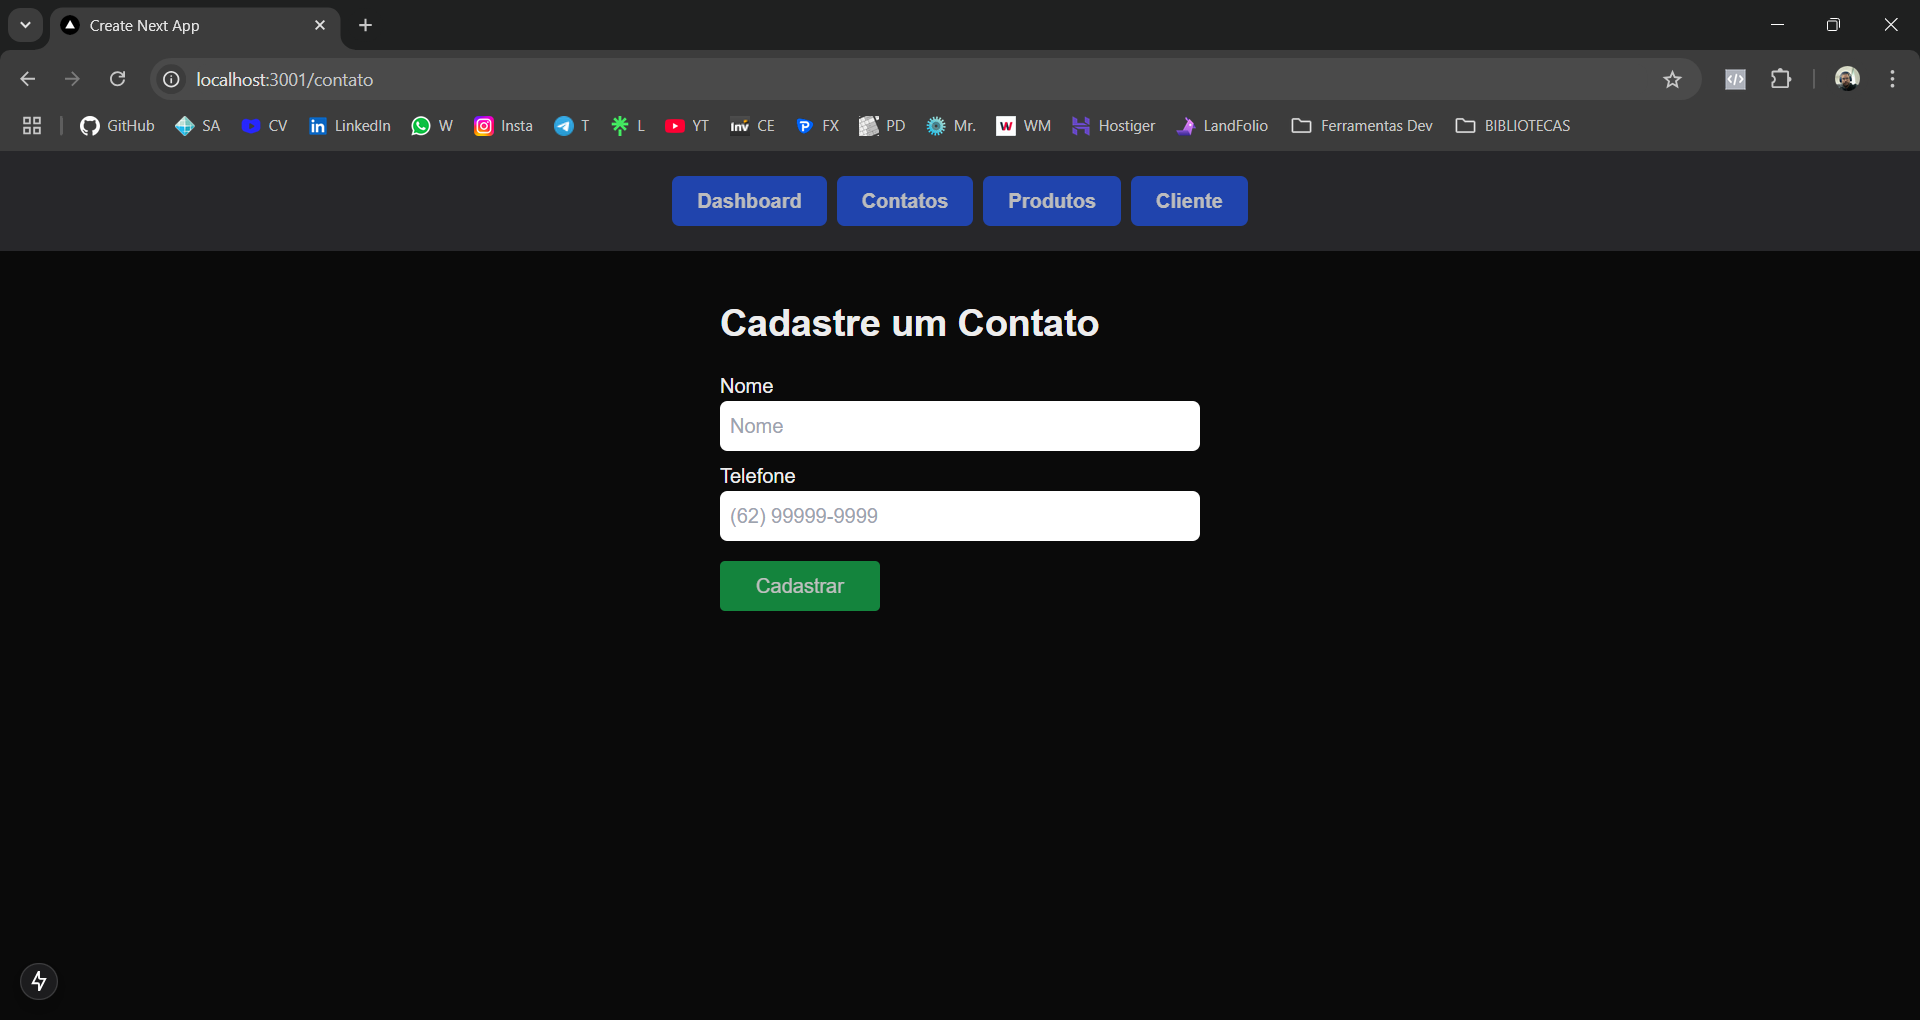 Create Next App
localhost:3001/contato
GitHub SA CV LinkedIn W Insta T L YT Inv CE FX PD Mr. W WM Hostiger LandFolio Ferramentas Dev BIBLIOTECAS
Dashboard Contatos Produtos Cliente
Cadastre um Contato
Nome
Nome
Telefone
(62) 99999-9999
Cadastrar